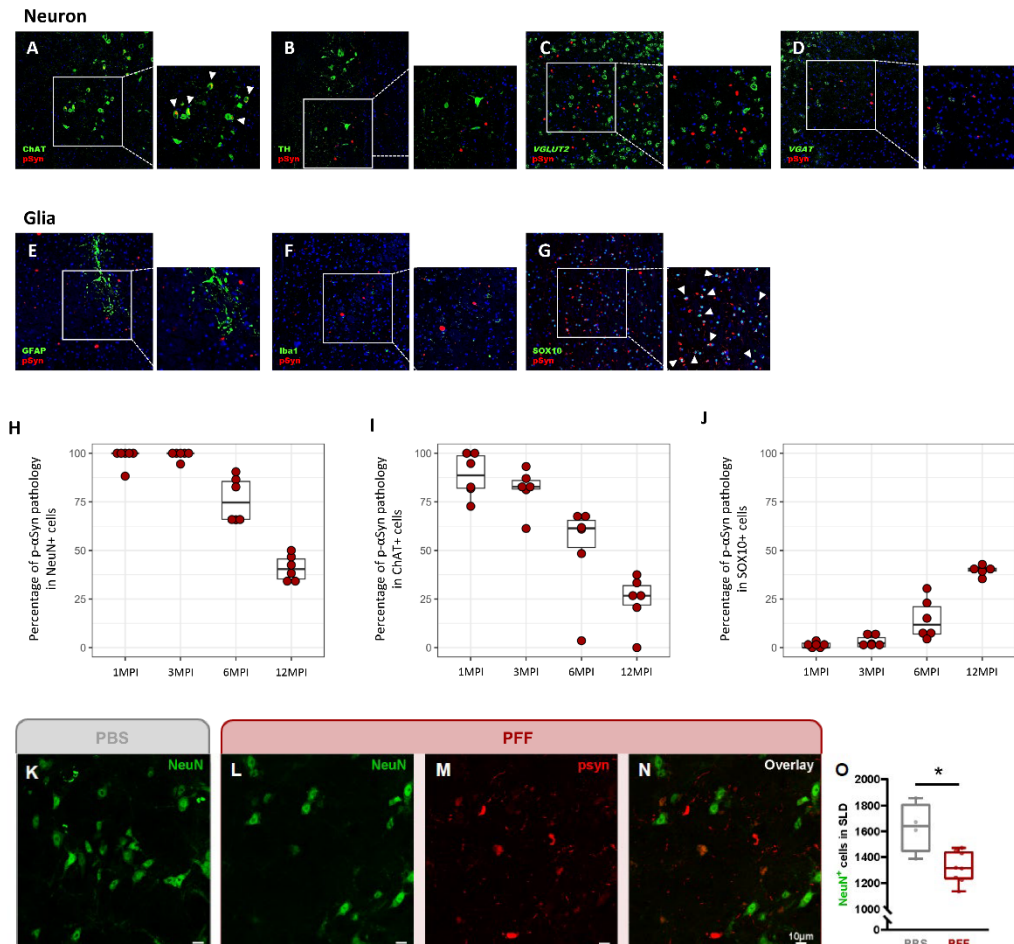 Neuron
A
ChAT
pSyn
B
TH
pSyn
C
VGLUT2
pSyn
D
VGAT
pSyn
Glia
E
GFAP
pSyn
F
Iba1
pSyn
G
SOX10
pSyn
H
Percentage of p-αSyn pathology
in NeuN+ cells
100
75
50
25
0
1MPI 3MPI 6MPI 12MPI
I
Percentage of p-αSyn pathology
in ChAT+ cells
100
75
50
25
0
1MPI 3MPI 6MPI 12MPI
J
Percentage of p-αSyn pathology
in SOX10+ cells
100
75
50
25
0
1MPI 3MPI 6MPI 12MPI
PBS
PFF
K NeuN
L NeuN
M psyn
N Overlay
10µm
O
NeuN+ cells in SLD
2000
1800
1600
1400
1200
1000
0
*
PBS PFF